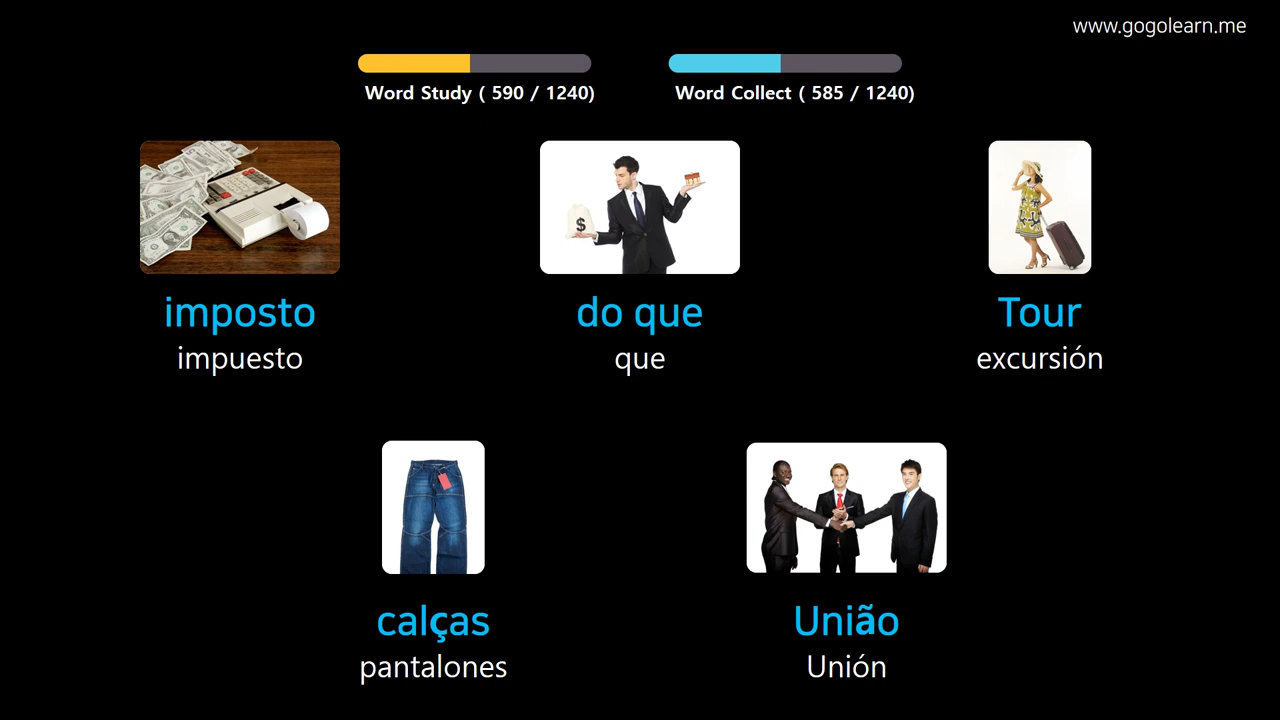 www.gogolearn.me
Word Study ( 590 / 1240)
Word Collect ( 585 / 1240)
$
imposto
do que
Tour
impuesto
que
excursión
calças
União
pantalones
Unión